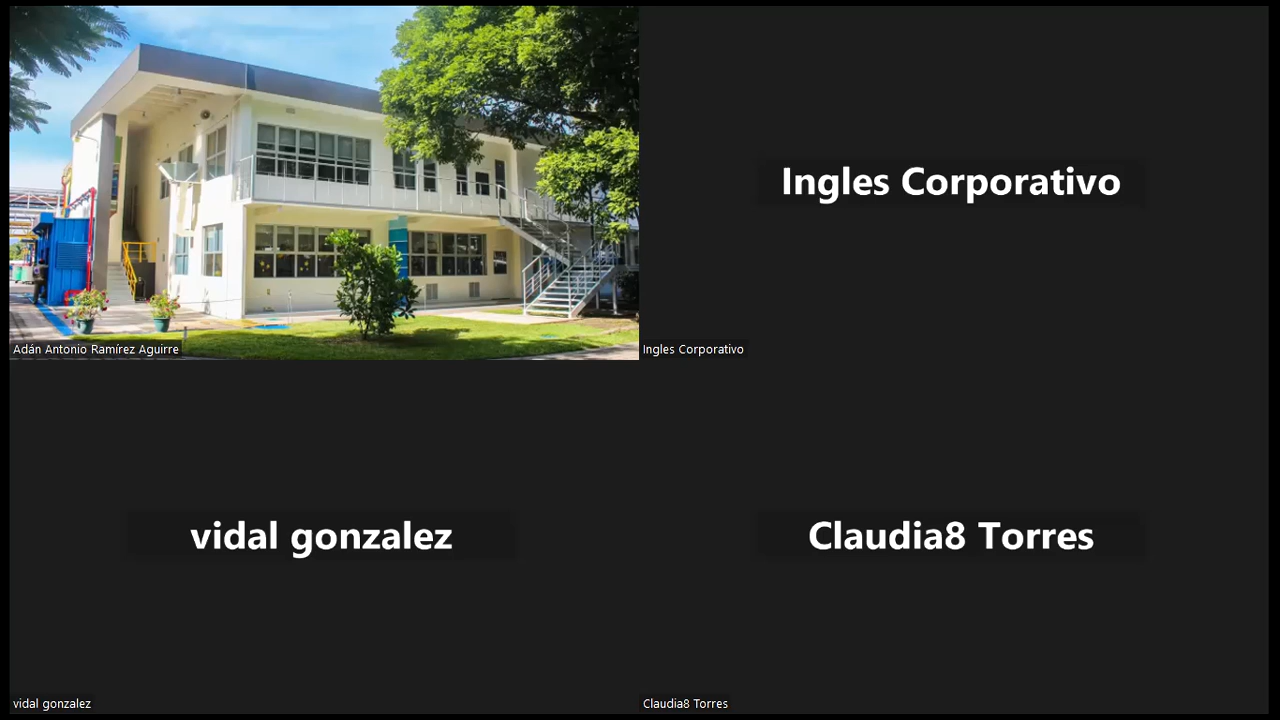 Adán Antonio Ramírez Aguirre
Ingles Corporativo
Ingles Corporativo
vidal gonzalez
vidal gonzalez
Claudia8 Torres
Claudia8 Torres